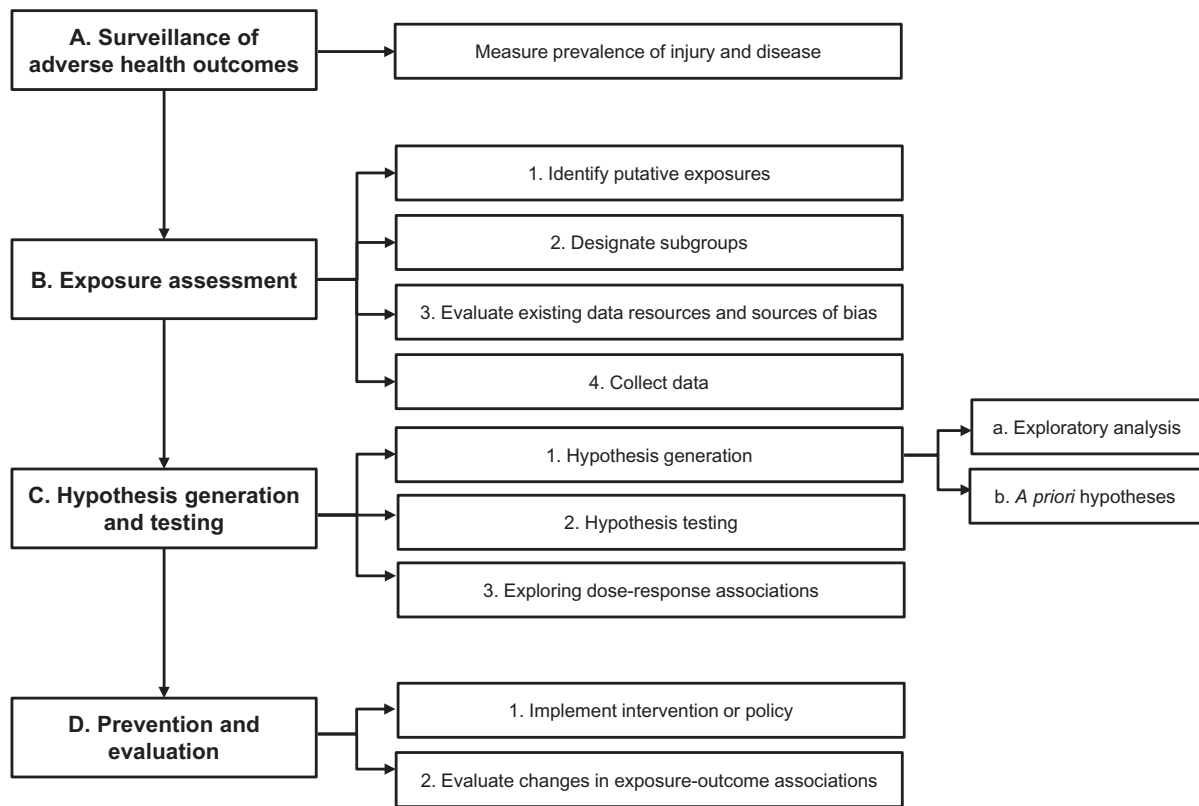 A. Surveillance of
adverse health outcomes
Measure prevalence of injury and disease
B. Exposure assessment
1. Identify putative exposures
2. Designate subgroups
3. Evaluate existing data resources and sources of bias
4. Collect data
C. Hypothesis generation
and testing
1. Hypothesis generation
a. Exploratory analysis
b. A priori hypotheses
2. Hypothesis testing
3. Exploring dose-response associations
D. Prevention and
evaluation
1. Implement intervention or policy
2. Evaluate changes in exposure-outcome associations